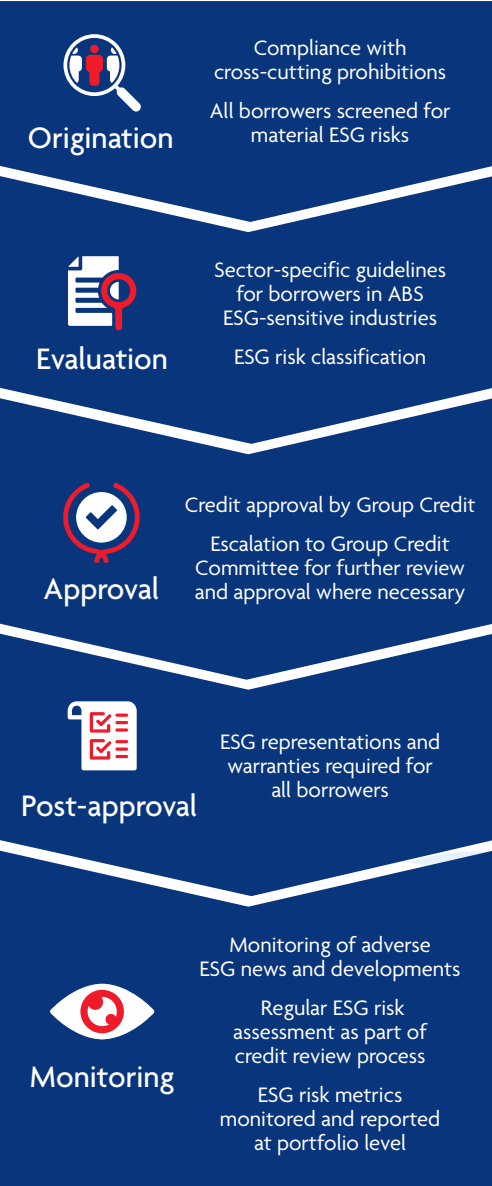 Origination
Compliance with
cross-cutting prohibitions
All borrowers screened for
material ESG risks
Evaluation
Sector-specific guidelines
for borrowers in ABS
ESG-sensitive industries
ESG risk classification
Approval
Credit approval by Group Credit
Escalation to Group Credit
Committee for further review
and approval where necessary
Post-approval
ESG representations and
warranties required for
all borrowers
Monitoring
Monitoring of adverse
ESG news and developments
Regular ESG risk
assessment as part of
credit review process
ESG risk metrics
monitored and reported
at portfolio level